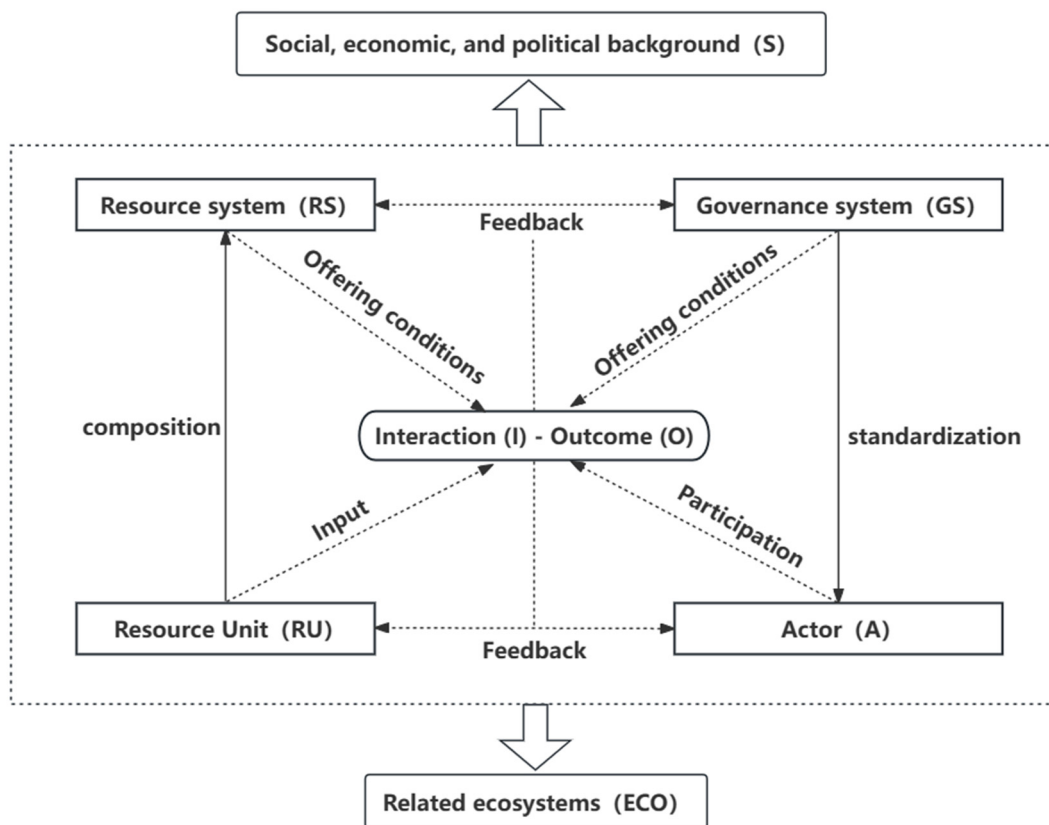 Social, economic, and political background（S）
Resource system（RS）
Governance system（GS）
Feedback
Offering conditions
Offering conditions
composition
Interaction (I) - Outcome (O)
standardization
Input
Participation
Resource Unit（RU）
Actor（A）
Feedback
Related ecosystems（ECO）